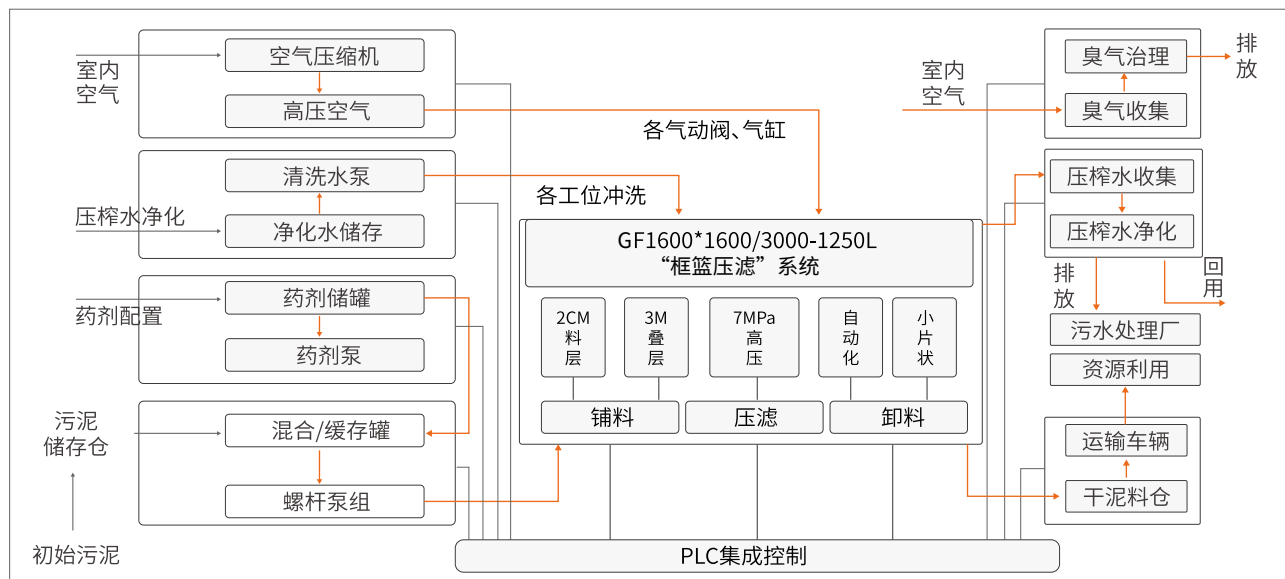 室内
空气
空气压缩机
高压空气
各气动阀、气缸
室内
空气
臭气治理
臭气收集
排
放
压榨水净化
清洗水泵
净化水储存
各工位冲洗
压榨水收集
压榨水净化
排
放
回
用
药剂配置
药剂储罐
药剂泵
GF1600*1600/3000-1250L
“框篮压滤”系统
2CM
料
层
3M
叠
层
7MPa
高
压
自
动
化
小
片
状
铺料
压滤
卸料
污水处理厂
资源利用
污泥
储存仓
初始污泥
混合/缓存罐
螺杆泵组
运输车辆
干泥料仓
PLC集成控制